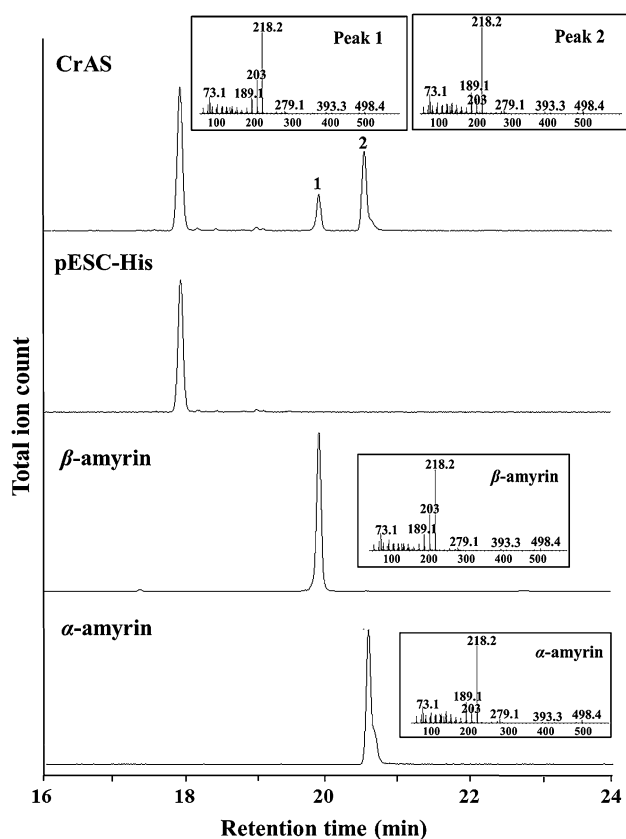 CrAS
Peak 1
218.2
203
73.1
189.1
279.1
393.3
498.4
100 200 300 400 500
Peak 2
218.2
189.1
73.1
203
279.1
393.3
498.4
100 200 300 400 500
1
2
pESC-His
β-amyrin
β-amyrin
218.2
203
73.1
189.1
279.1
393.3
498.4
100 200 300 400 500
α-amyrin
α-amyrin
218.2
189.1
73.1
203
279.1
393.3
498.4
100 200 300 400 500
Total ion count
16 18 20 22 24
Retention time (min)